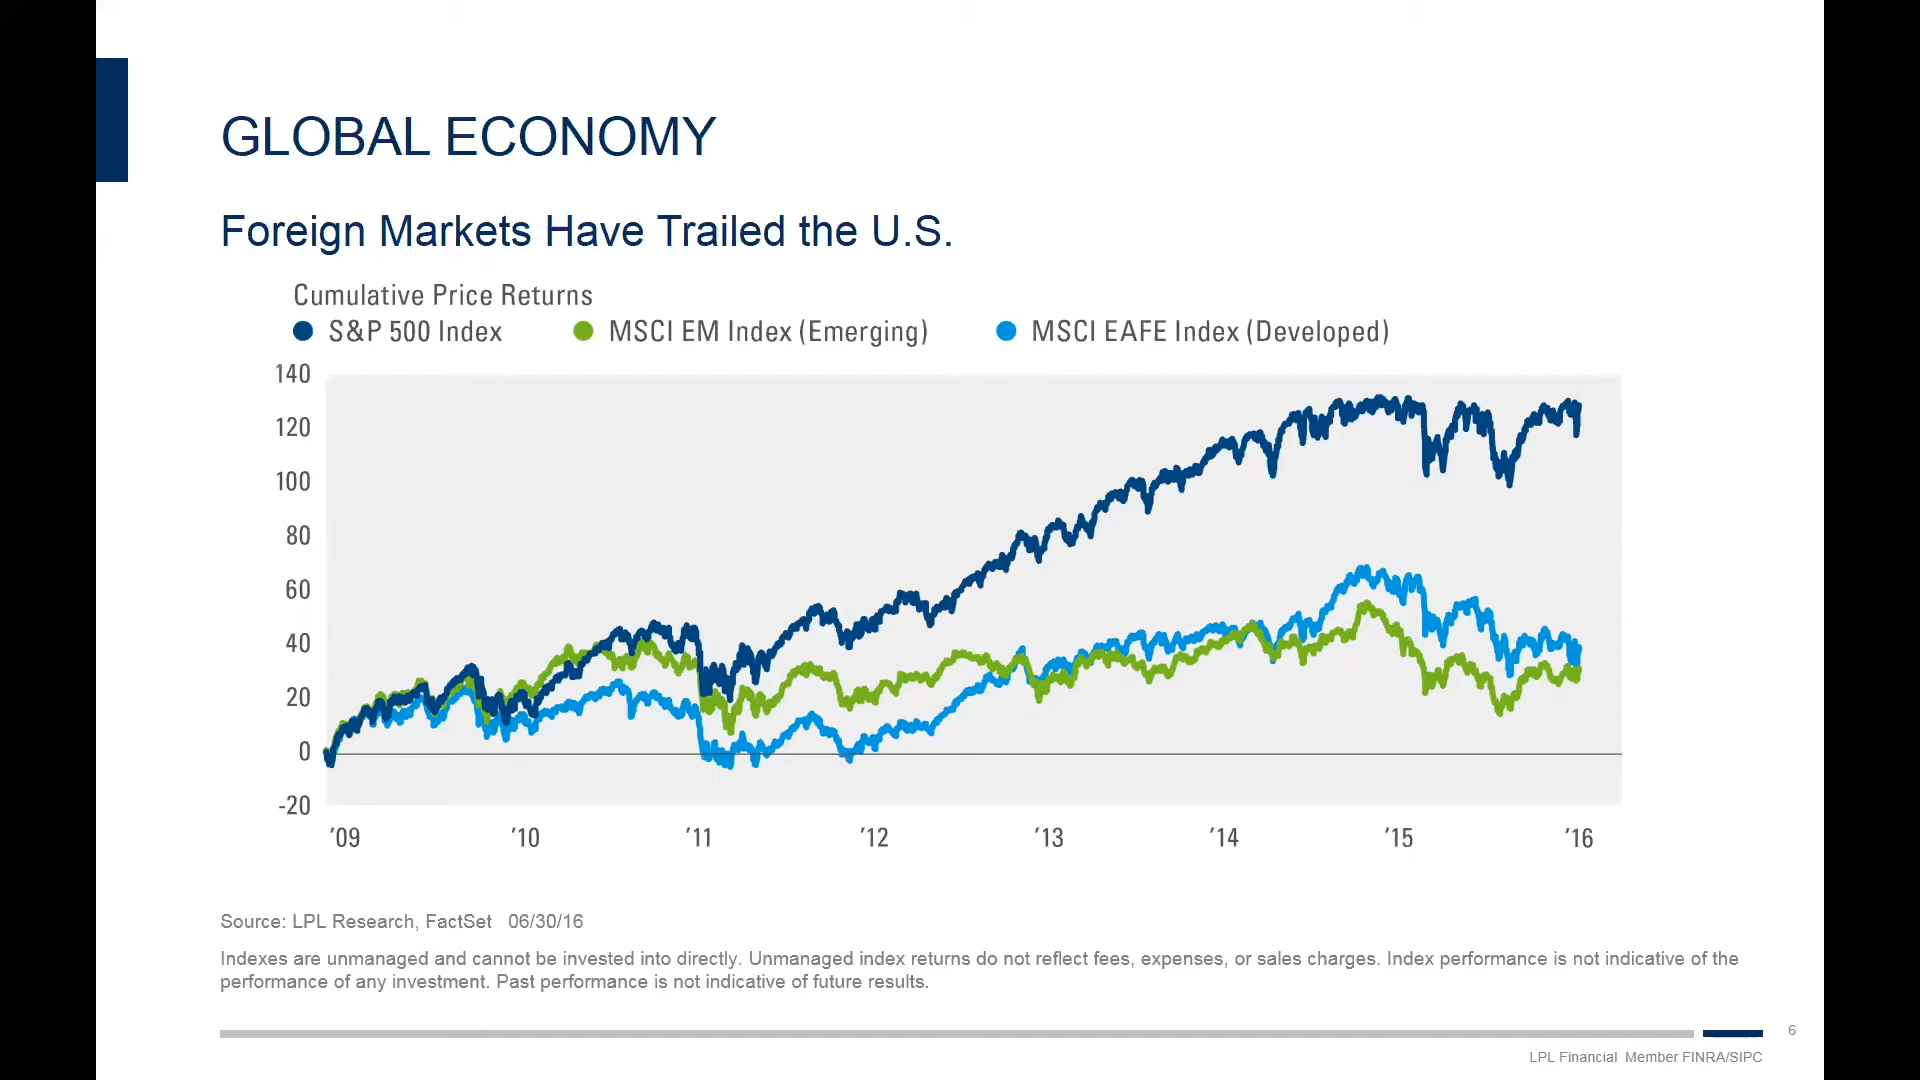 GLOBAL ECONOMY
Foreign Markets Have Trailed the U.S.
Cumulative Price Returns
S&P 500 Index MSCI EM Index (Emerging) MSCI EAFE Index (Developed)
140
120
100
80
60
40
20
0
-20
’09 ’10 ’11 ’12 ’13 ’14 ’15 ’16
Source: LPL Research, FactSet 06/30/16
Indexes are unmanaged and cannot be invested into directly. Unmanaged index returns do not reflect fees, expenses, or sales charges. Index performance is not indicative of the
performance of any investment. Past performance is not indicative of future results.
6
LPL Financial Member FINRA/SIPC